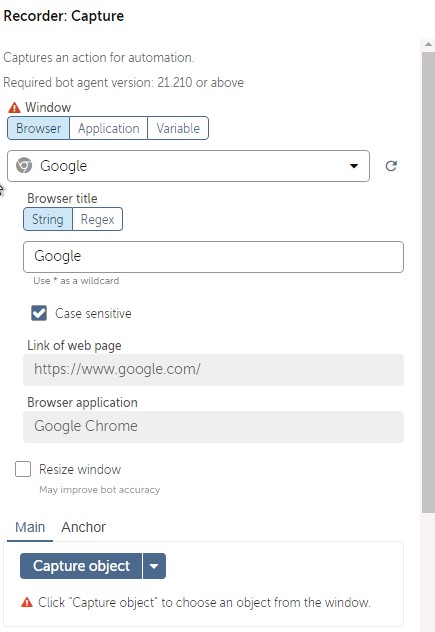 Recorder: Capture
Captures an action for automation.
Required bot agent version: 21.210 or above
Window
Browser Application Variable
Google
Browser title
String Regex
Google
Use * as a wildcard
Case sensitive
Link of web page
https://www.google.com/
Browser application
Google Chrome
Resize window
May improve bot accuracy
Main Anchor
Capture object
Click "Capture object" to choose an object from the window.